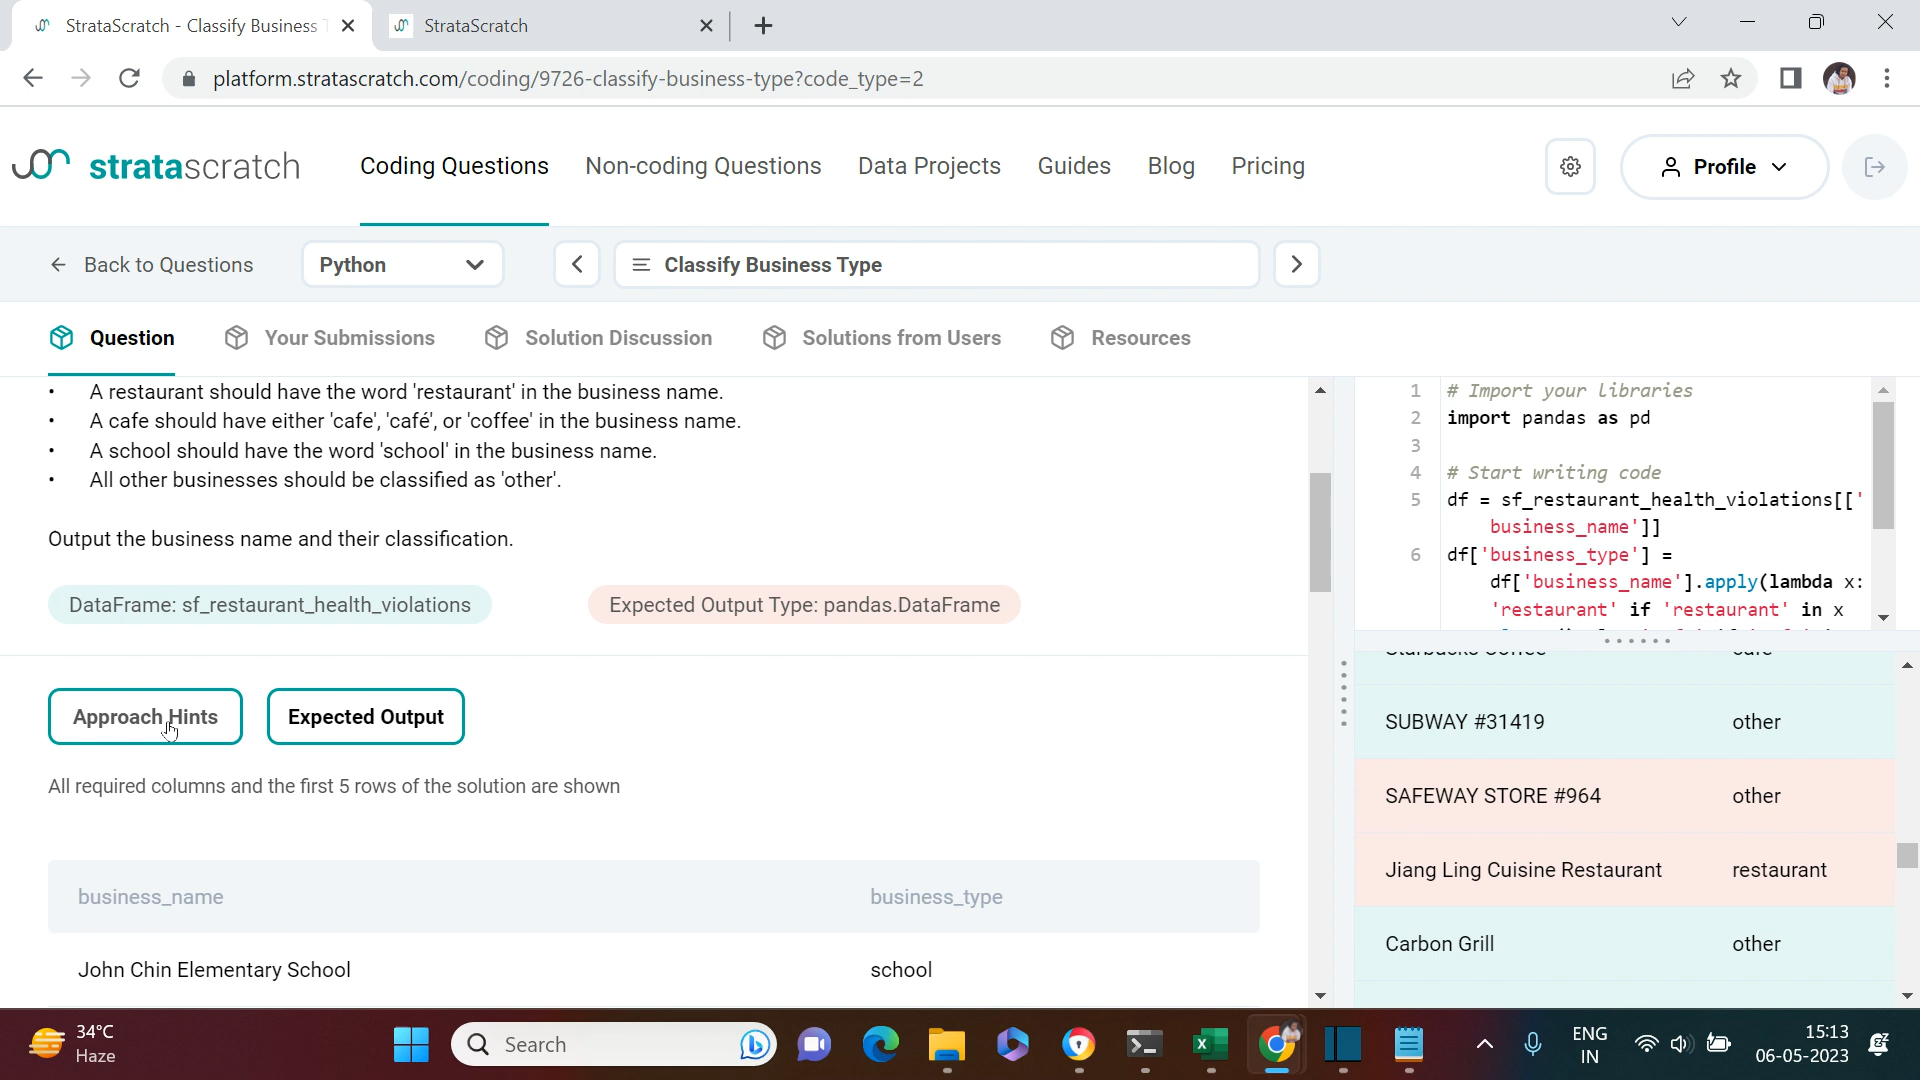 StrataScratch - Classify Business
StrataScratch
platform.stratascratch.com/coding/9726-classify-business-type?code_type=2
stratascratch
Coding Questions
Non-coding Questions
Data Projects
Guides
Blog
Pricing
Profile
Back to Questions
Python
Classify Business Type
Question
Your Submissions
Solution Discussion
Solutions from Users
Resources
• A restaurant should have the word 'restaurant' in the business name.
• A cafe should have either 'cafe', 'café', or 'coffee' in the business name.
• A school should have the word 'school' in the business name.
• All other businesses should be classified as 'other'.
Output the business name and their classification.
DataFrame: sf_restaurant_health_violations
Expected Output Type: pandas.DataFrame
Approach Hints
Expected Output
All required columns and the first 5 rows of the solution are shown
business_name business_type
John Chin Elementary School school
1 # Import your libraries
2 import pandas as pd
3
4 # Start writing code
5 df = sf_restaurant_health_violations[['
business_name']]
6 df['business_type'] =
df['business_name'].apply(lambda x:
'restaurant' if 'restaurant' in x
SUBWAY #31419 other
SAFEWAY STORE #964 other
Jiang Ling Cuisine Restaurant restaurant
Carbon Grill other
34°C
Haze
Search
ENG
IN
15:13
06-05-2023